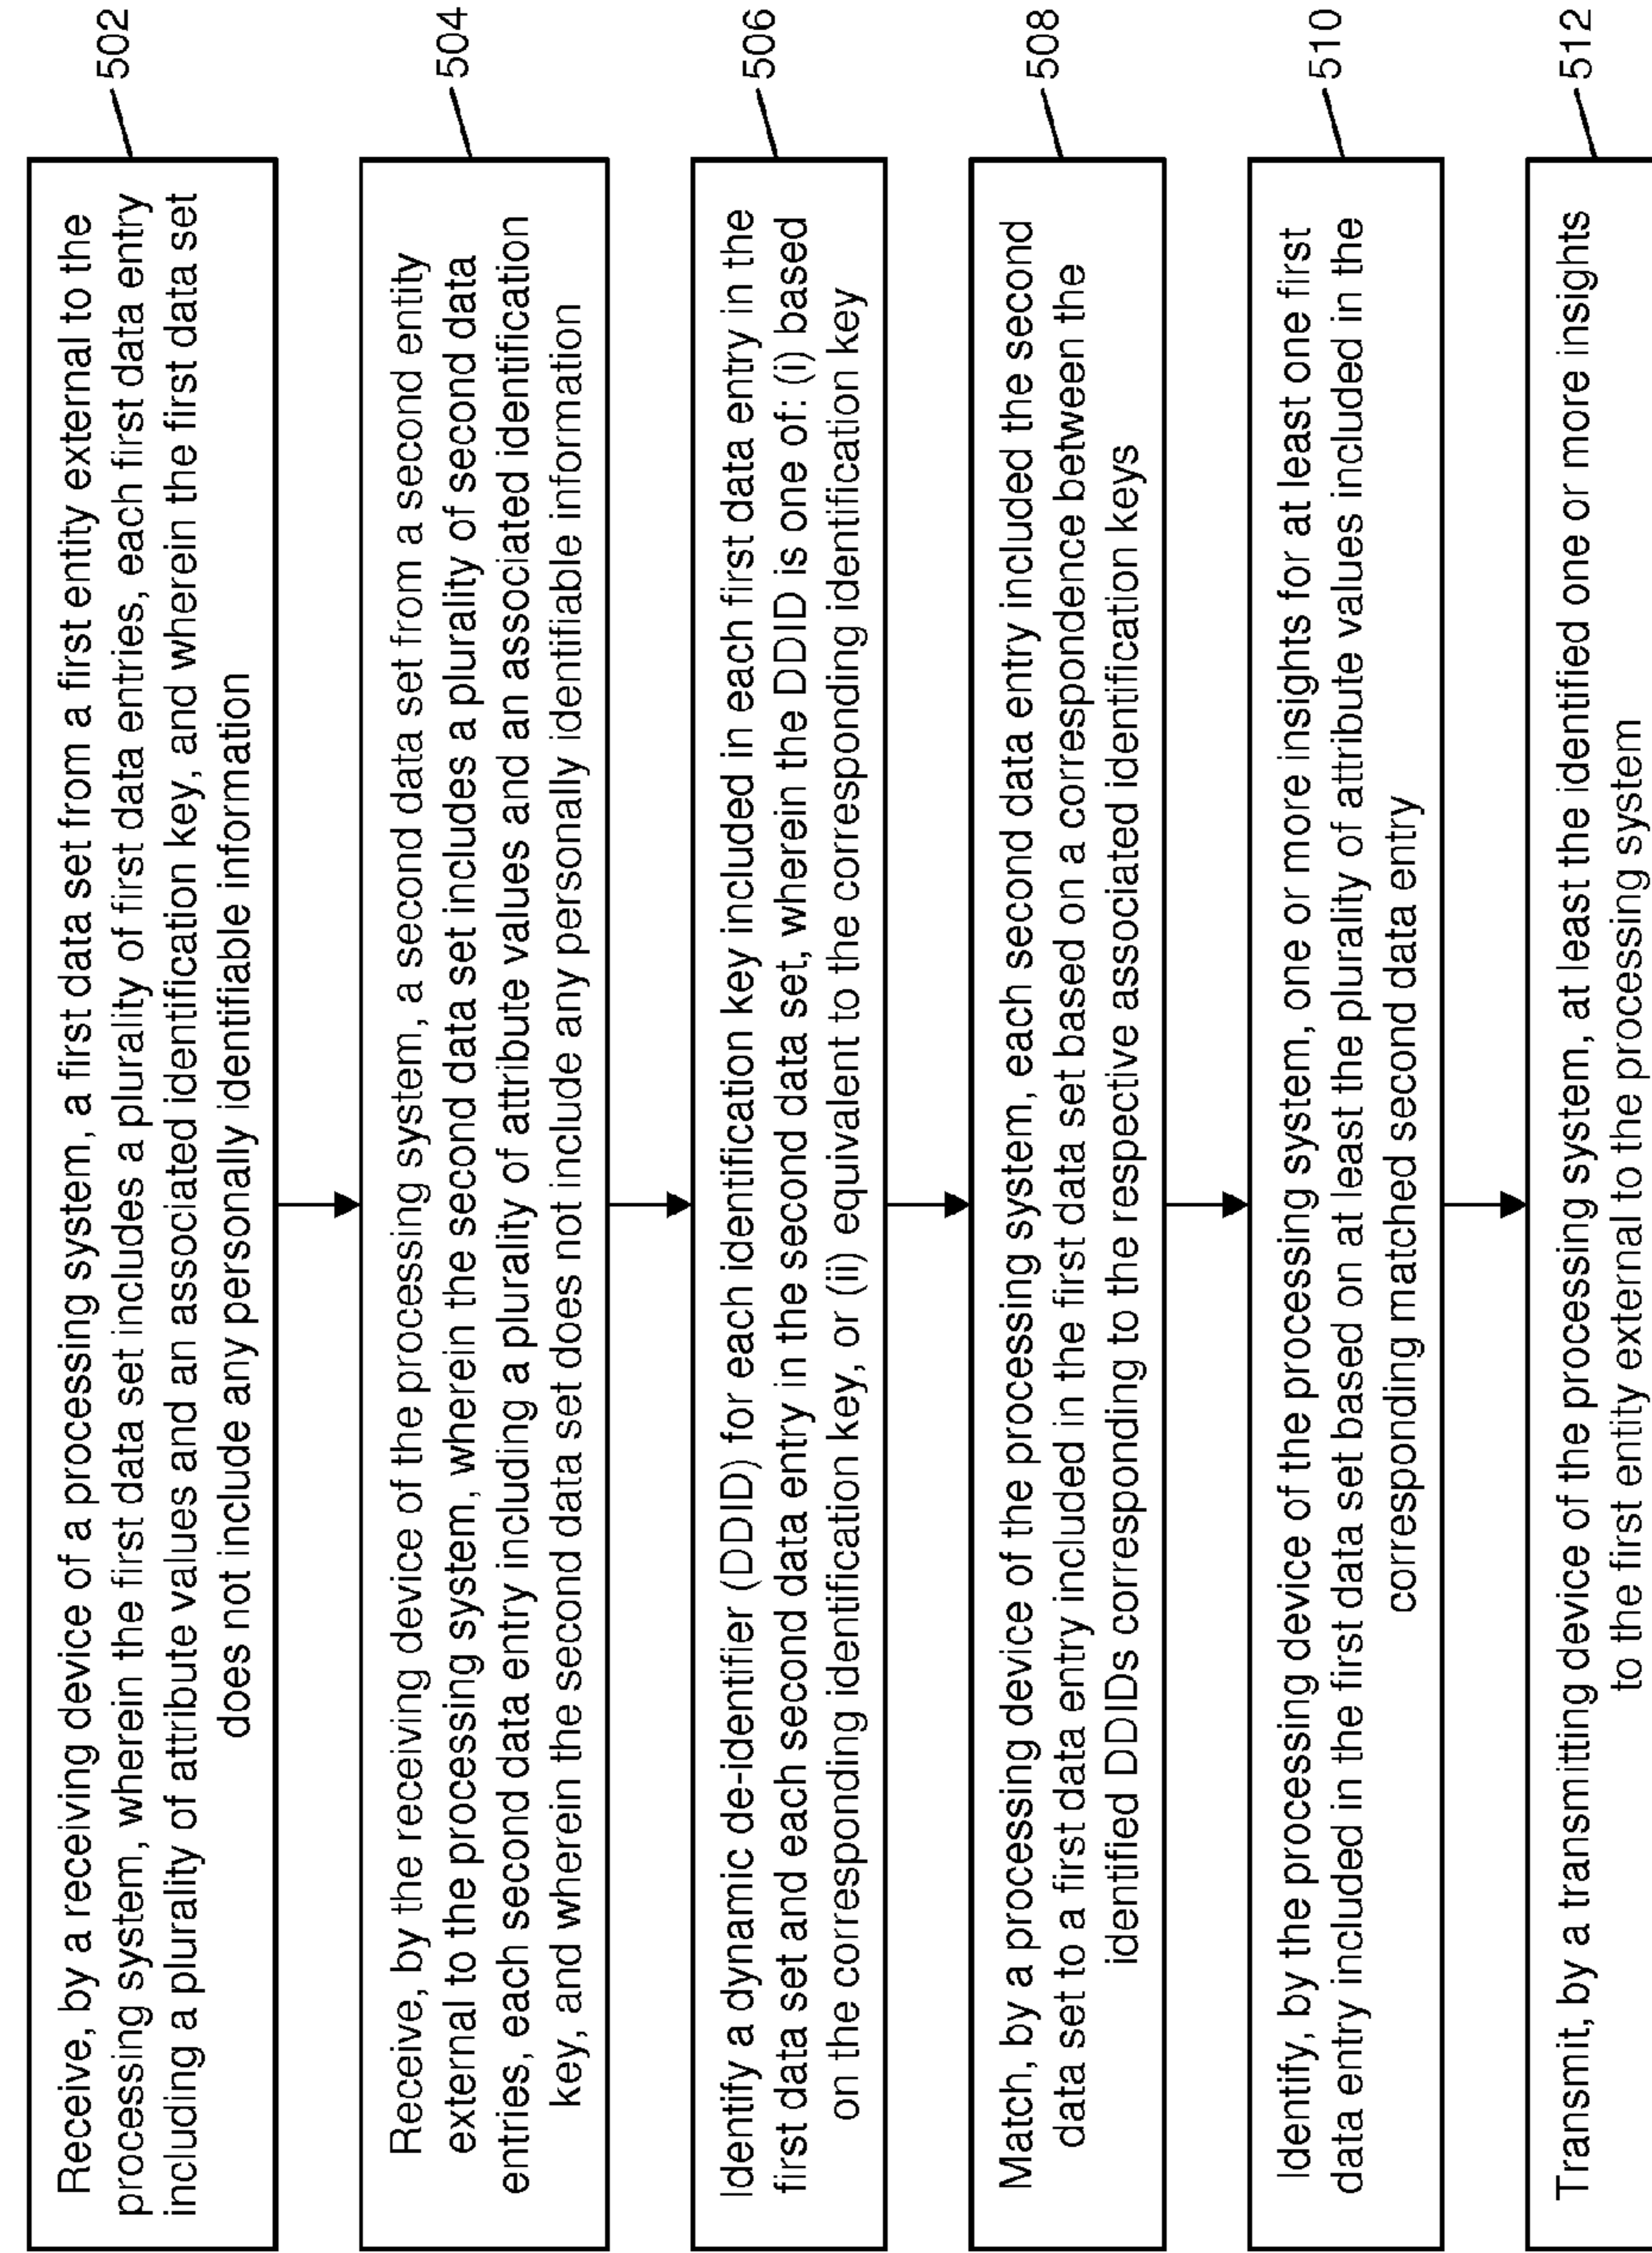 Receive, by a receiving device of a processing system, a first data set from a first entity external to the
processing system, wherein the first data set includes a plurality of first data entries, each first data entry
including a plurality of attribute values and an associated identification key, and wherein the first data set
does not include any personally identifiable information
502
Receive, by the receiving device of the processing system, a second data set from a second entity
external to the processing system, wherein the second data set includes a plurality of second data
entries, each second data entry including a plurality of attribute values and an associated identification
key, and wherein the second data set does not include any personally identifiable information
504
Identify a dynamic de-identifier (DDID) for each identification key included in each first data entry in the
first data set and each second data entry in the second data set, wherein the DDID is one of: (i) based
on the corresponding identification key, or (ii) equivalent to the corresponding identification key
506
Match, by a processing device of the processing system, each second data entry included the second
data set to a first data entry included in the first data set based on a correspondence between the
identified DDIDs corresponding to the respective associated identification keys
508
Identify, by the processing device of the processing system, one or more insights for at least one first
data entry included in the first data set based on at least the plurality of attribute values included in the
corresponding matched second data entry
510
Transmit, by a transmitting device of the processing system, at least the identified one or more insights
to the first entity external to the processing system
512